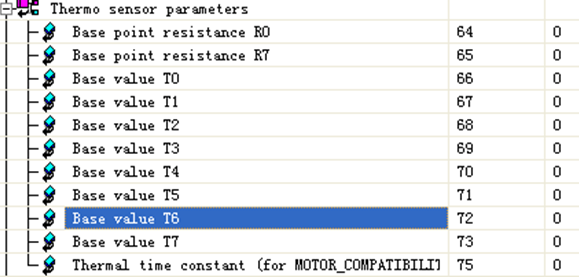 Thermo sensor parameters
Base point resistance R0 64 0
Base point resistance R7 65 0
Base value T0 66 0
Base value T1 67 0
Base value T2 68 0
Base value T3 69 0
Base value T4 70 0
Base value T5 71 0
Base value T6 72 0
Base value T7 73 0
Thermal time constant (for MOTOR_COMPATIBILIT 75 0